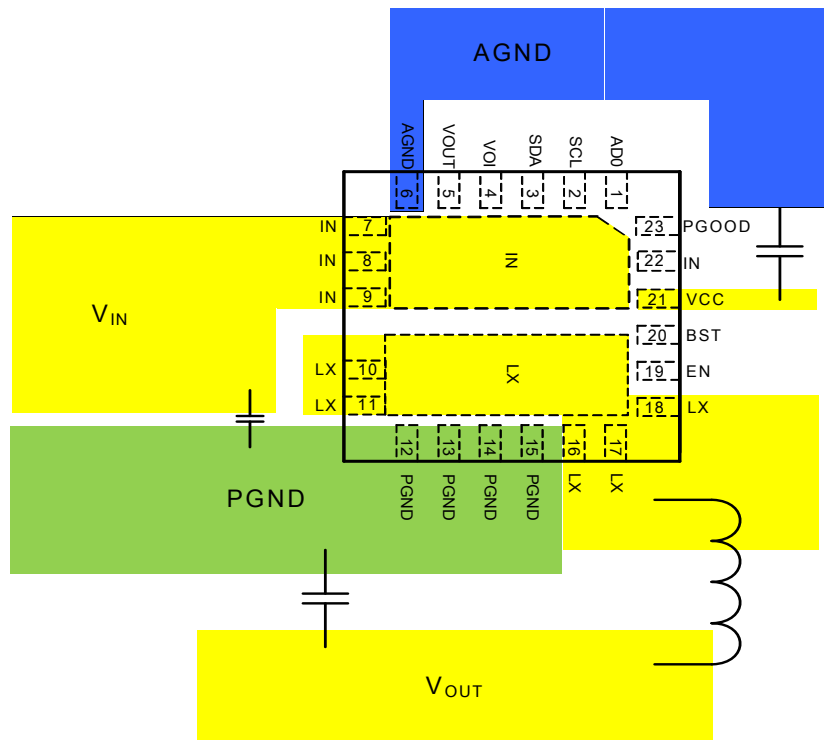 AGND
AGND
VOUT
VOI
SDA
SCL
AD0
6
5
4
3
2
1
IN 7
23 PGOOD
IN 8
IN
22 IN
IN 9
21 VCC
VIN
20 BST
LX 10
LX
19 EN
LX 11
18 LX
12
13
14
15
16
17
PGND
PGND
PGND
PGND
LX
LX
PGND
VOUT